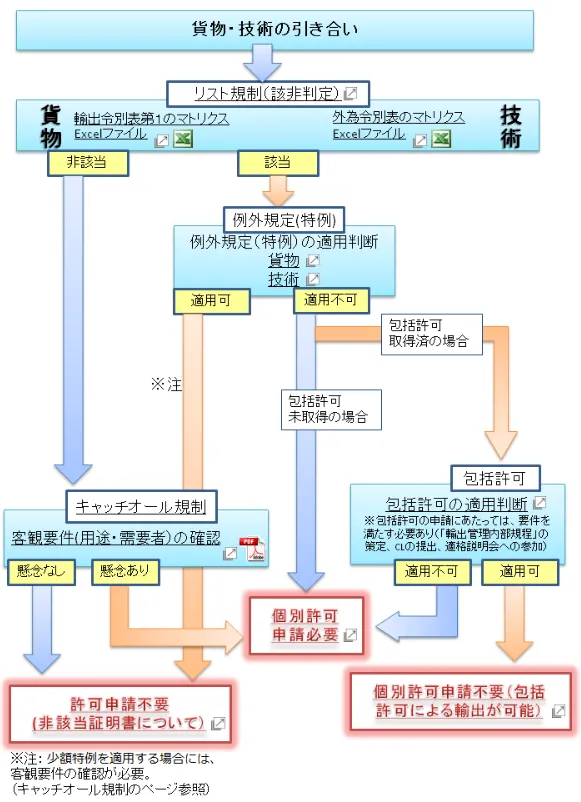 貨物・技術の引き合い
リスト規制（該非判定）
貨物
輸出令別表第1のマトリクス
Excelファイル
外為令別表のマトリクス
Excelファイル
技術
非該当
該当
例外規定(特例)
例外規定（特例）の適用判断
貨物
技術
適用可
適用不可
包括許可
取得済の場合
※注
包括許可
未取得の場合
包括許可
包括許可の適用判断
※包括許可の申請にあたっては、要件を
満たす必要あり(「輸出管理内部規程」の
策定、CLの提出、適格説明会への参加)
キャッチオール規制
客観要件(用途・需要者)の確認
PDF
Adobe
懸念なし
懸念あり
適用不可
適用可
個別許可
申請必要
許可申請不要
(非該当証明書について)
個別許可申請不要（包括
許可による輸出が可能）
※注: 少額特例を適用する場合には、
客観要件の確認が必要。
（キャッチオール規制のページ参照）